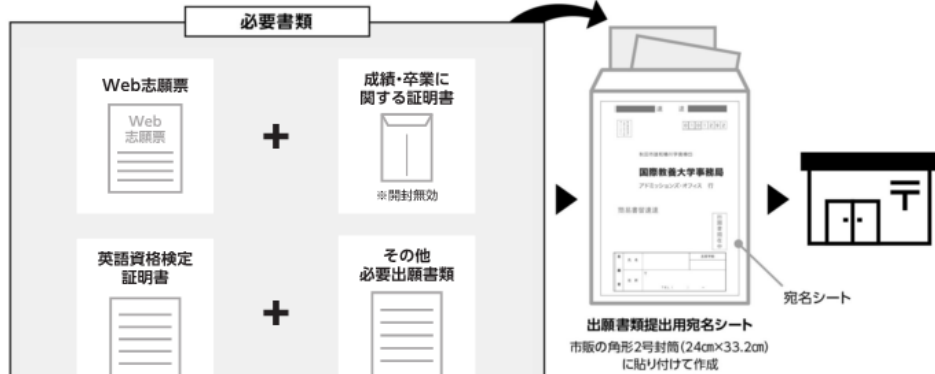 必要書類
Web志願票
Web
志願票
成績・卒業に
関する証明書
※開封無効
英語資格検定
証明書
その他
必要出願書類
速 達
国際教養大学事務局
アドミッションズ・オフィス 行
宛名シート
出願書類提出用宛名シート
市販の角形2号封筒(24cm×33.2cm)
に貼り付けて作成